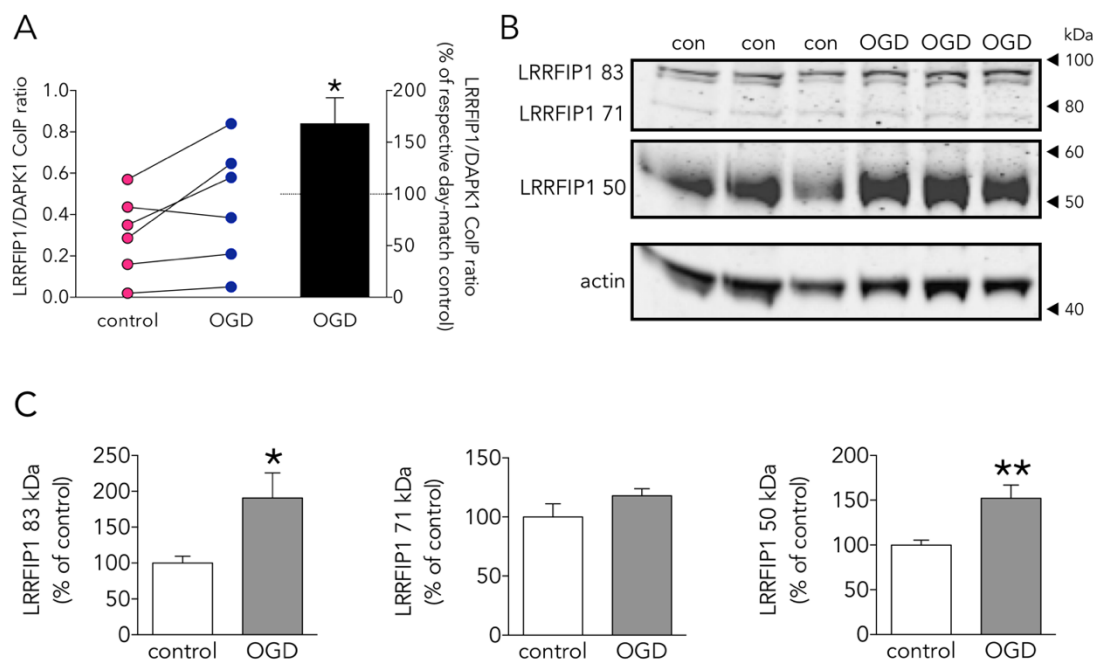 A
LRRFIP1/DAPK1 CoIP ratio
1.0
0.8
0.6
0.4
0.2
0.0
control
OGD
OGD
*
200
150
100
50
0
LRRFIP1/DAPK1 CoIP ratio
(% of respective day-match control)
B
con con con OGD OGD OGD
kDa
LRRFIP1 83
LRRFIP1 71
◄ 100
◄ 80
LRRFIP1 50
◄ 60
◄ 50
actin
◄ 40
C
LRRFIP1 83 kDa
(% of control)
250
200
150
100
50
0
*
control OGD
LRRFIP1 71 kDa
(% of control)
150
100
50
0
control OGD
LRRFIP1 50 kDa
(% of control)
200
150
100
50
0
**
control OGD